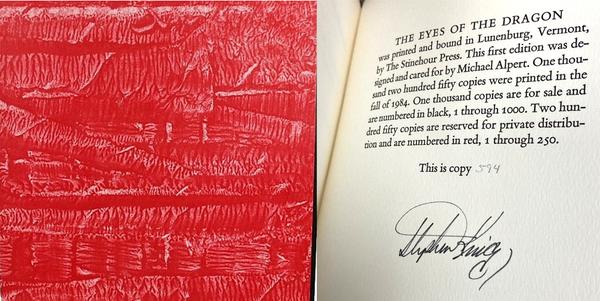 THE EYES OF THE DRAGON
was printed and bound in Lunenburg, Vermont,
by The Stinehour Press. This first edition was de-
signed and cared for by Michael Alpert. One thou-
sand two hundred fifty copies were printed in the
fall of 1984. One thousand copies are for sale and
are numbered in black, 1 through 1000. Two hun-
dred fifty copies are reserved for private distribu-
tion and are numbered in red, 1 through 250.
This is copy 594
Stephen King